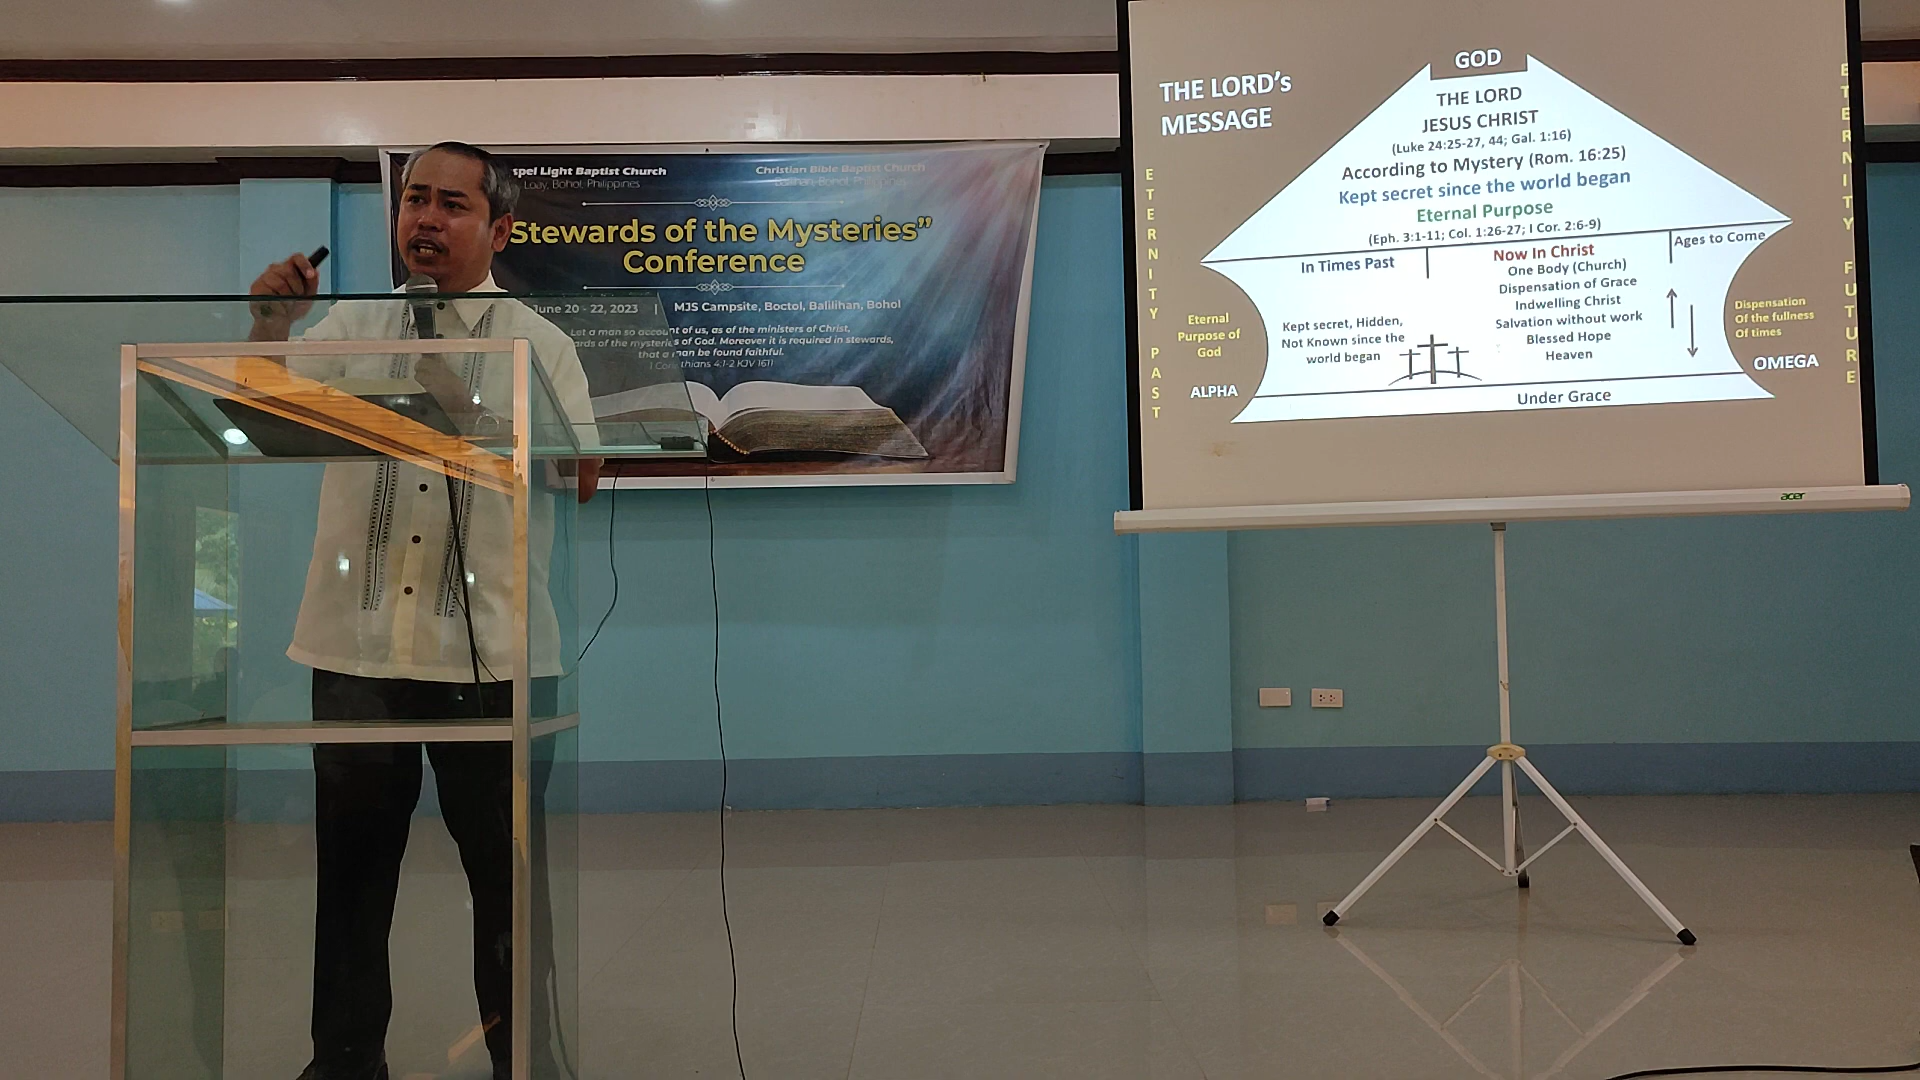 spel Light Baptist Church
Loay, Bohol, Philippines
Christian Bible Baptist Church
Bohol, Philippines
Stewards of the Mysteries”
Conference
June 20 - 22, 2023 | MJS Campsite, Boctol, Balilihan, Bohol
Let a man so account of us, as of the ministers of Christ,
ards of the mysteries of God. Moreover it is required in stewards,
that a man be found faithful.
I Cor thians 4:1-2 KJV 1611
THE LORD’s
MESSAGE
GOD
THE LORD
JESUS CHRIST
(Luke 24:25-27, 44; Gal. 1:16)
According to Mystery (Rom. 16:25)
Kept secret since the world began
Eternal Purpose
(Eph. 3:1-11; Col. 1:26-27; I Cor. 2:6-9)
In Times Past
Now In Christ
Ages to Come
One Body (Church)
Dispensation of Grace
Indwelling Christ
Salvation without work
Blessed Hope
Heaven
Kept secret, Hidden,
Not Known since the
world began
Under Grace
ETERNITY PAST
Eternal
Purpose of
God
ALPHA
Dispensation
Of the fullness
Of times
OMEGA
ETERNITY FUTURE
acer